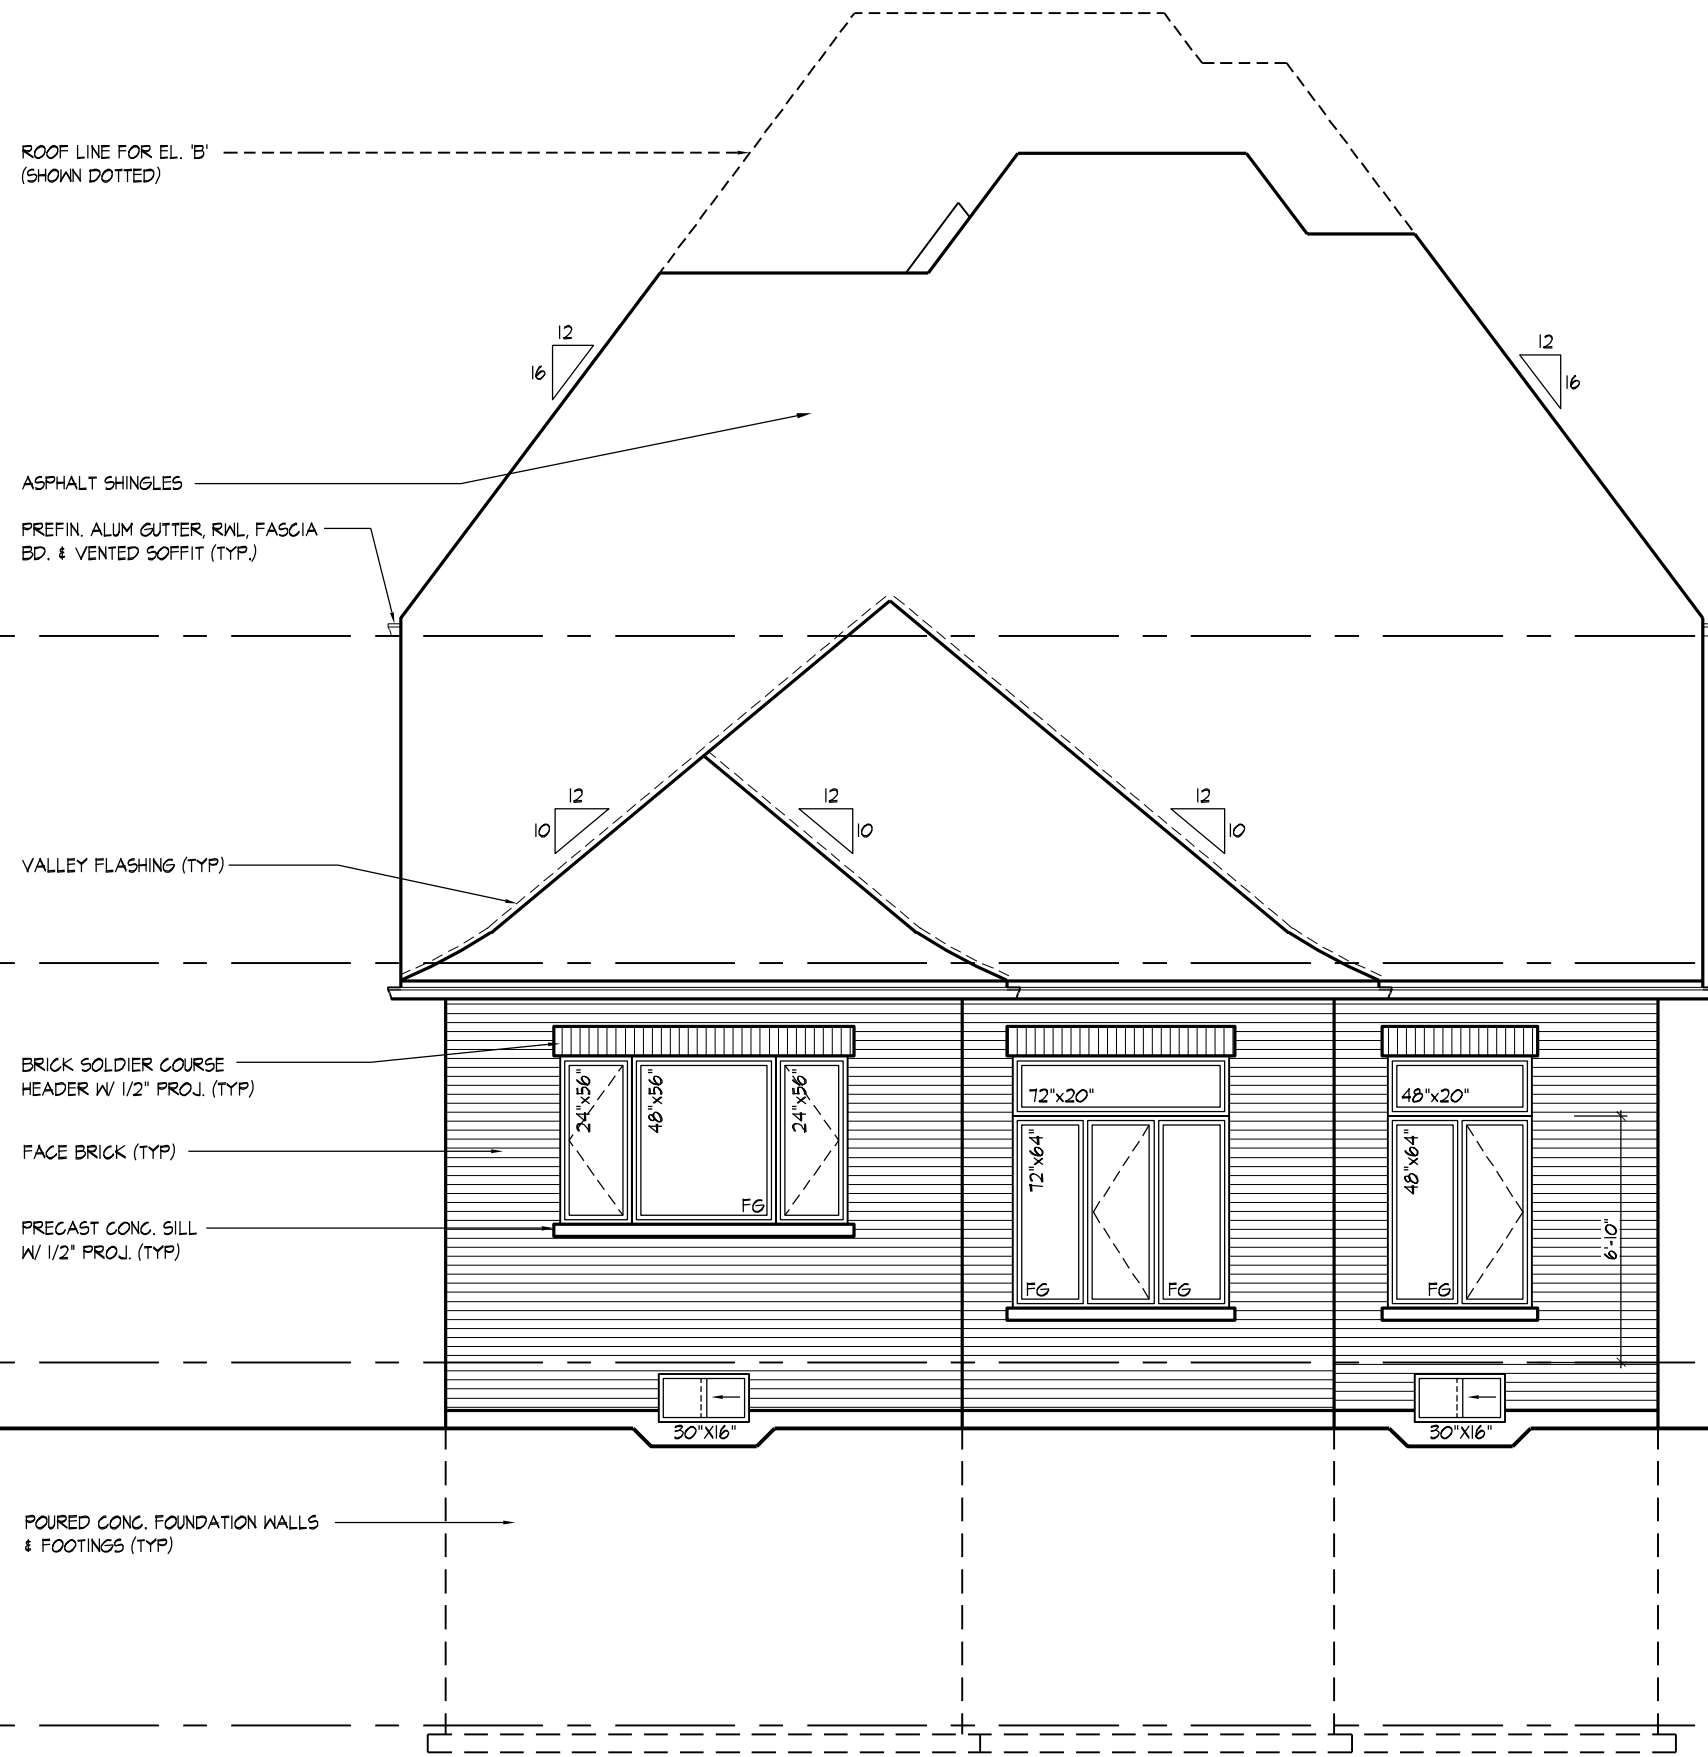 ROOF LINE FOR EL. 'B'
(SHOWN DOTTED)
12
16
12
16
ASPHALT SHINGLES
PREFIN. ALUM GUTTER, RWL, FASCIA
BD. & VENTED SOFFIT (TYP.)
12
10
12
10
12
10
VALLEY FLASHING (TYP)
BRICK SOLDIER COURSE
HEADER W/ 1/2" PROJ. (TYP)
24"x56"
48"x56"
24"x56"
FG
72"x20"
48"x20"
72"x64"
48"x64"
FACE BRICK (TYP)
PRECAST CONC. SILL
W/ 1/2" PROJ. (TYP)
6'-10"
FG
FG
FG
30"X16"
30"X16"
POURED CONC. FOUNDATION WALLS
& FOOTINGS (TYP)